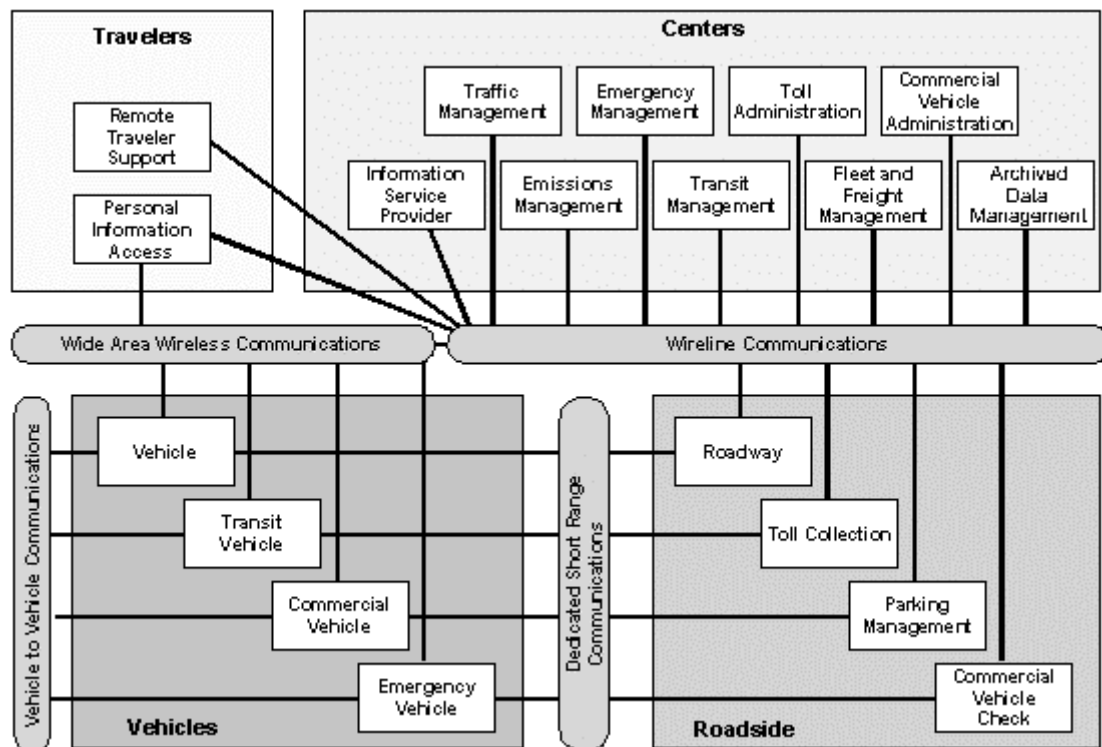 Travelers
Remote
Traveler
Support
Personal
Information
Access
Centers
Traffic
Management
Emergency
Management
Toll
Administration
Commercial
Vehicle
Administration
Information
Service
Provider
Emissions
Management
Transit
Management
Fleet and
Freight
Management
Archived
Data
Management
Wide Area Wireless Communications
Wireline Communications
Vehicle to Vehicle Communications
Vehicle
Transit
Vehicle
Commercial
Vehicle
Emergency
Vehicle
Vehicles
Dedicated Short Range
Communications
Roadway
Toll Collection
Parking
Management
Commercial
Vehicle
Check
Roadside